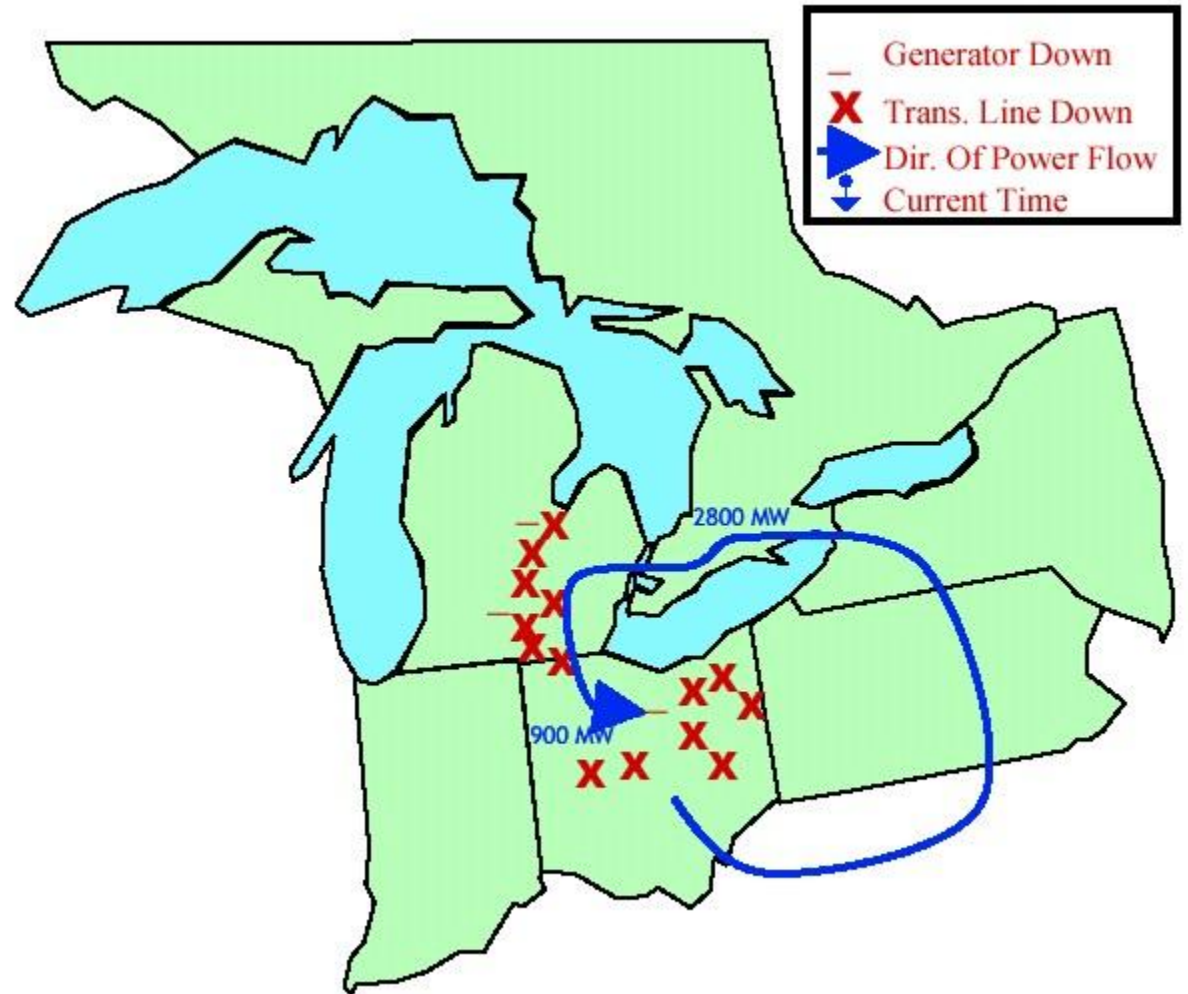 _ Generator Down
X Trans. Line Down
Dir. Of Power Flow
Current Time
2800 MW
900 MW